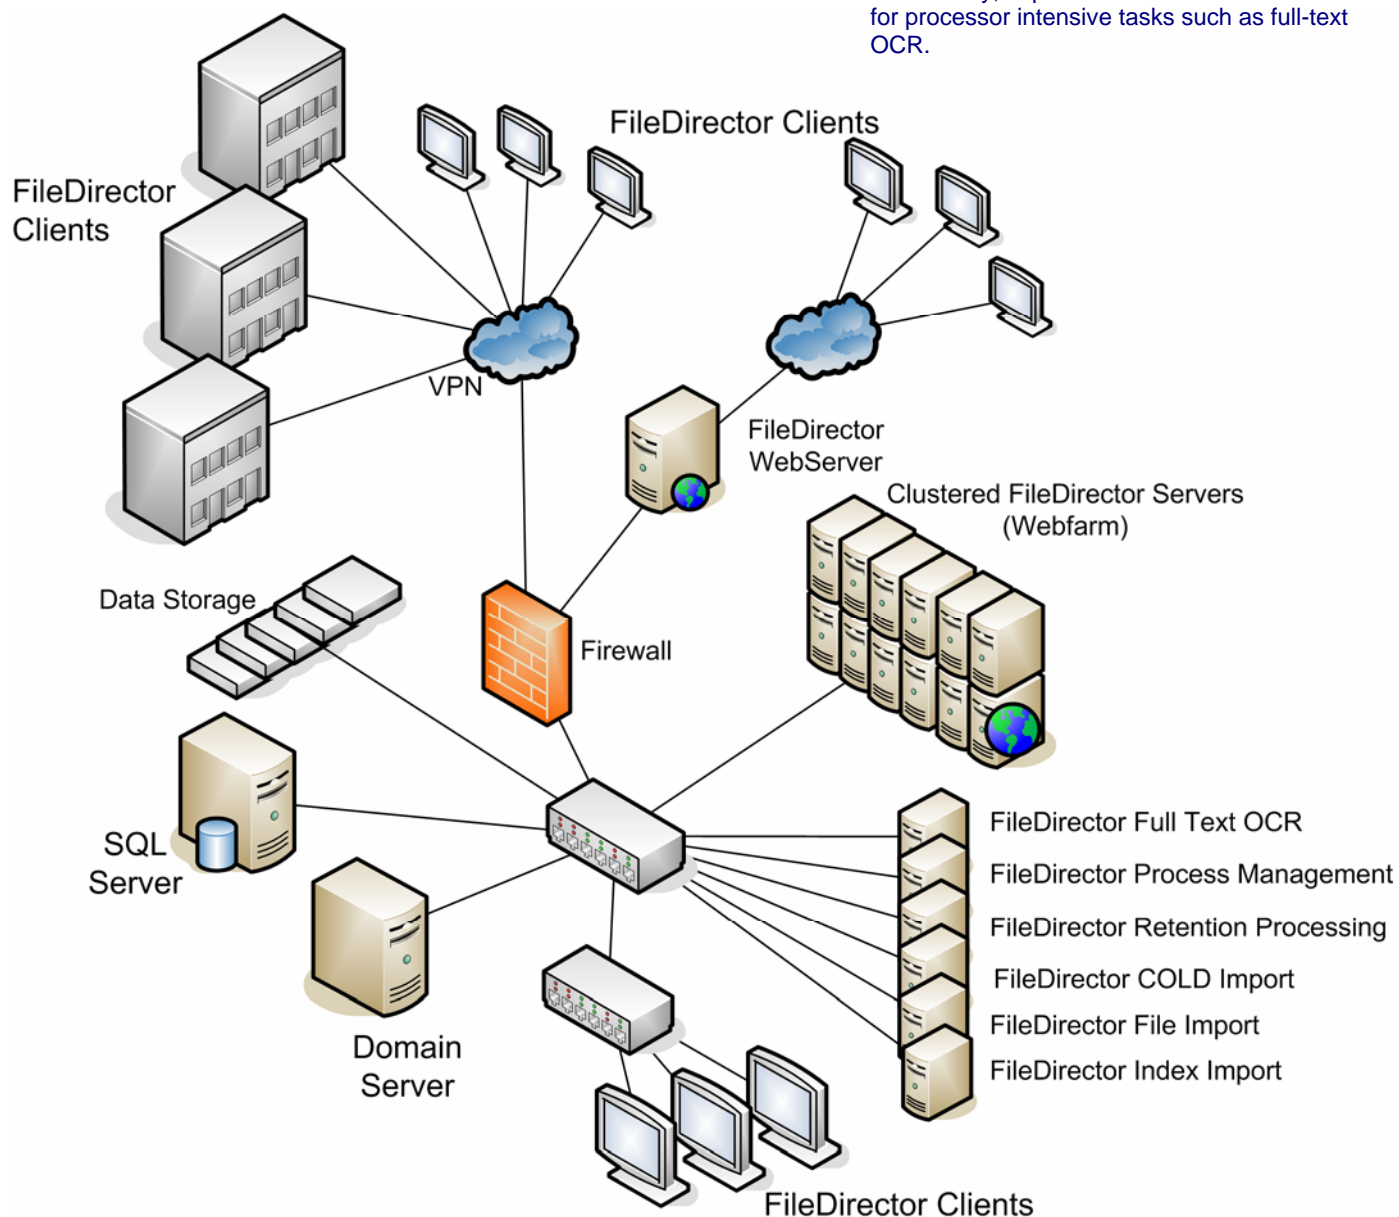 for processor intensive tasks such as full-text
OCR.
FileDirector Clients
FileDirector
Clients
VPN
FileDirector
WebServer
Clustered FileDirector Servers
(Webfarm)
Data Storage
Firewall
SQL
Server
FileDirector Full Text OCR
FileDirector Process Management
FileDirector Retention Processing
FileDirector COLD Import
FileDirector File Import
FileDirector Index Import
Domain
Server
FileDirector Clients